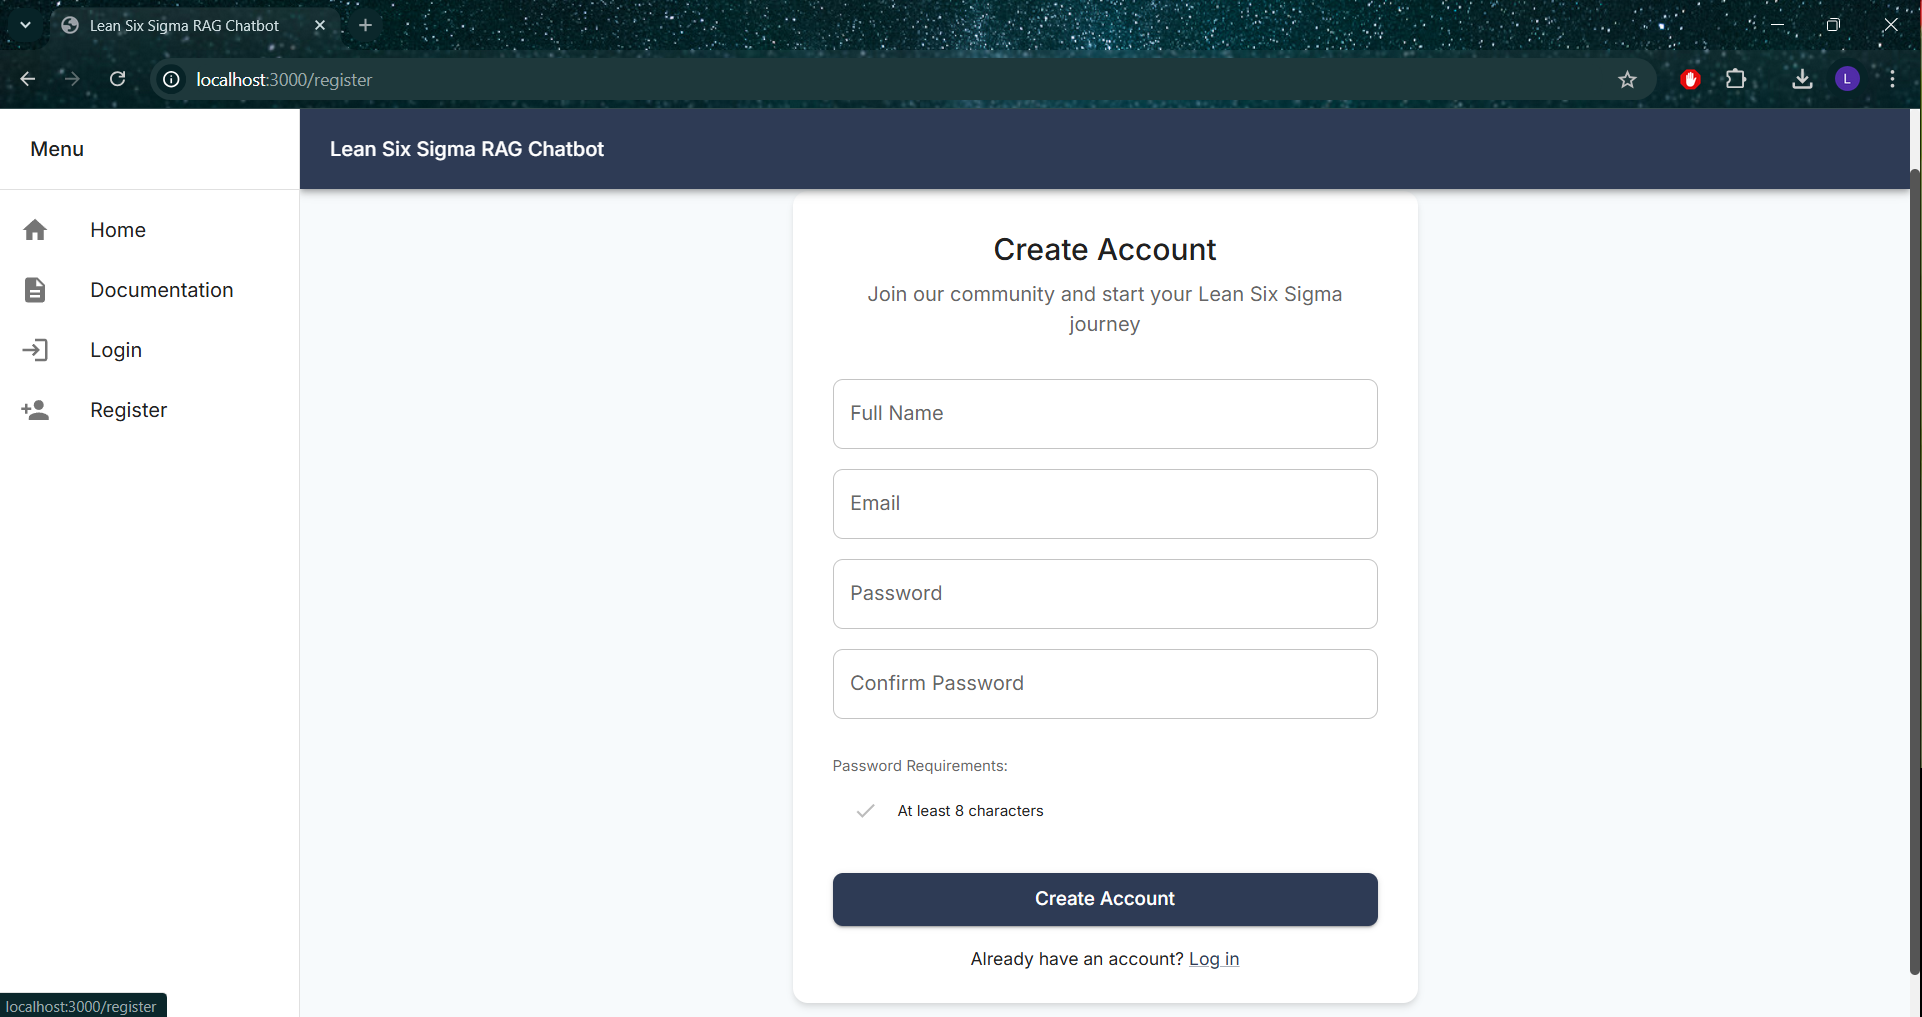 Lean Six Sigma RAG Chatbot
localhost:3000/register
L
Menu
Lean Six Sigma RAG Chatbot
Home
Documentation
Login
Register
Create Account
Join our community and start your Lean Six Sigma
journey
Full Name
Email
Password
Confirm Password
Password Requirements:
At least 8 characters
Create Account
Already have an account? Log in
localhost:3000/register